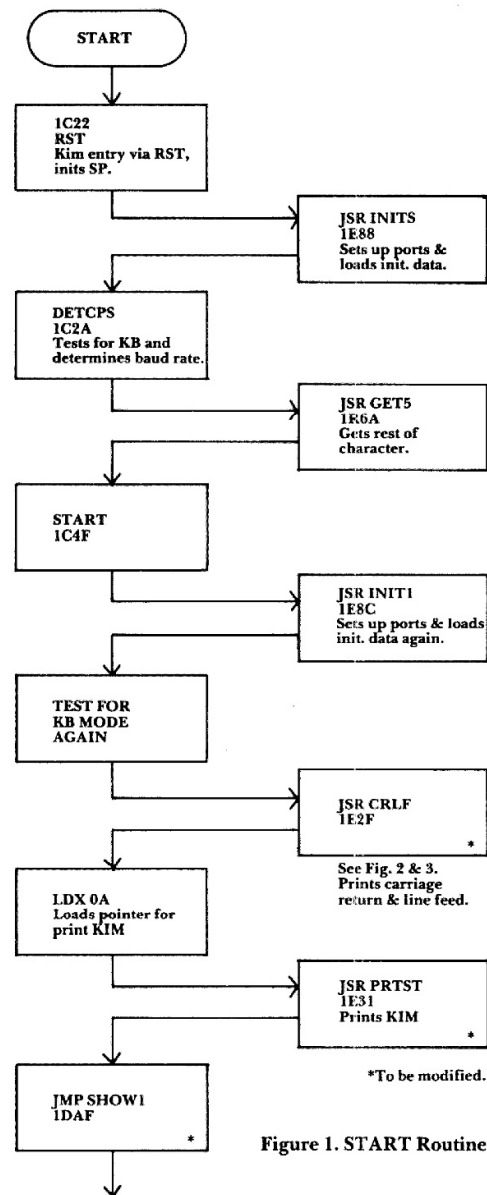 START
1C22
RST
Kim entry via RST,
inits SP.
JSR INITS
1E88
Sets up ports &
loads init. data.
DETCPS
1C2A
Tests for KB and
determines baud rate.
JSR GET5
1E6A
Gets rest of
character.
START
1C4F
JSR INIT1
1E8C
Sets up ports & loads
init. data again.
TEST FOR
KB MODE
AGAIN
JSR CRLF
1E2F
*
See Fig. 2 & 3.
Prints carriage
return & line feed.
LDX 0A
Loads pointer for
print KIM
JSR PRTST
1E31
Prints KIM
*
*To be modified.
JMP SHOW1
1DAF
*
Figure 1. START Routine